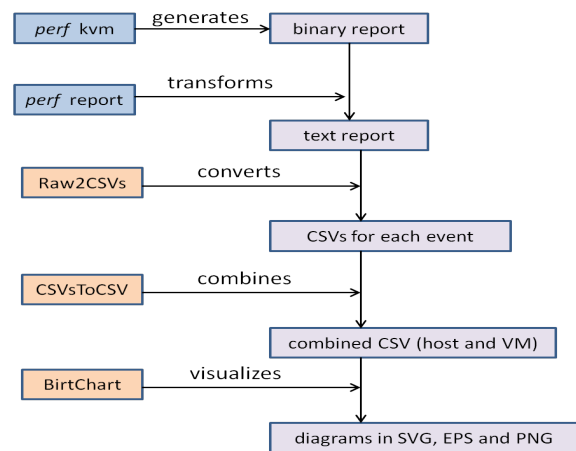 perf kvm
generates
binary report
transforms
perf report
text report
Raw2CSVs
converts
CSVs for each event
CSVsToCSV
combines
combined CSV (host and VM)
BirtChart
visualizes
diagrams in SVG, EPS and PNG